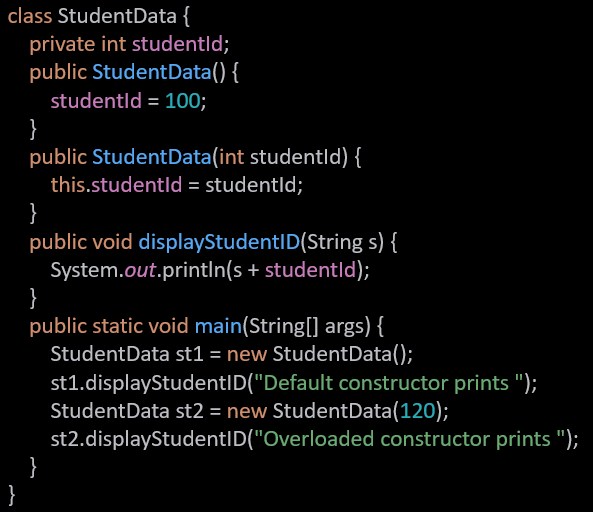 class StudentData {
private int studentId;
public StudentData() {
studentId = 100;
}
public StudentData(int studentId) {
this.studentId = studentId;
}
public void displayStudentID(String s) {
System.out.println(s + studentId);
}
public static void main(String[] args) {
StudentData st1 = new StudentData();
st1.displayStudentID("Default constructor prints ");
StudentData st2 = new StudentData(120);
st2.displayStudentID("Overloaded constructor prints ");
}
}